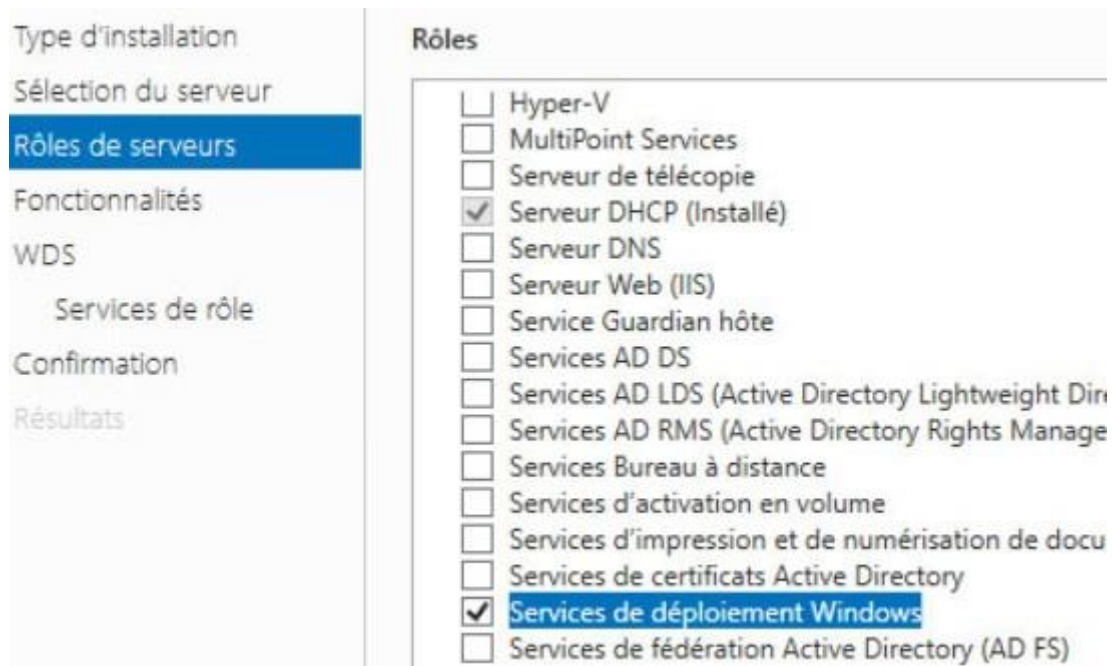 Type d'installation
Sélection du serveur
Rôles de serveurs
Fonctionnalités
WDS
Services de rôle
Confirmation
Résultats
Rôles
Hyper-V
MultiPoint Services
Serveur de télécopie
Serveur DHCP (Installé)
Serveur DNS
Serveur Web (IIS)
Service Guardian hôte
Services AD DS
Services AD LDS (Active Directory Lightweight Dire
Services AD RMS (Active Directory Rights Manage
Services Bureau à distance
Services d'activation en volume
Services d'impression et de numérisation de docu
Services de certificats Active Directory
Services de déploiement Windows
Services de fédération Active Directory (AD FS)